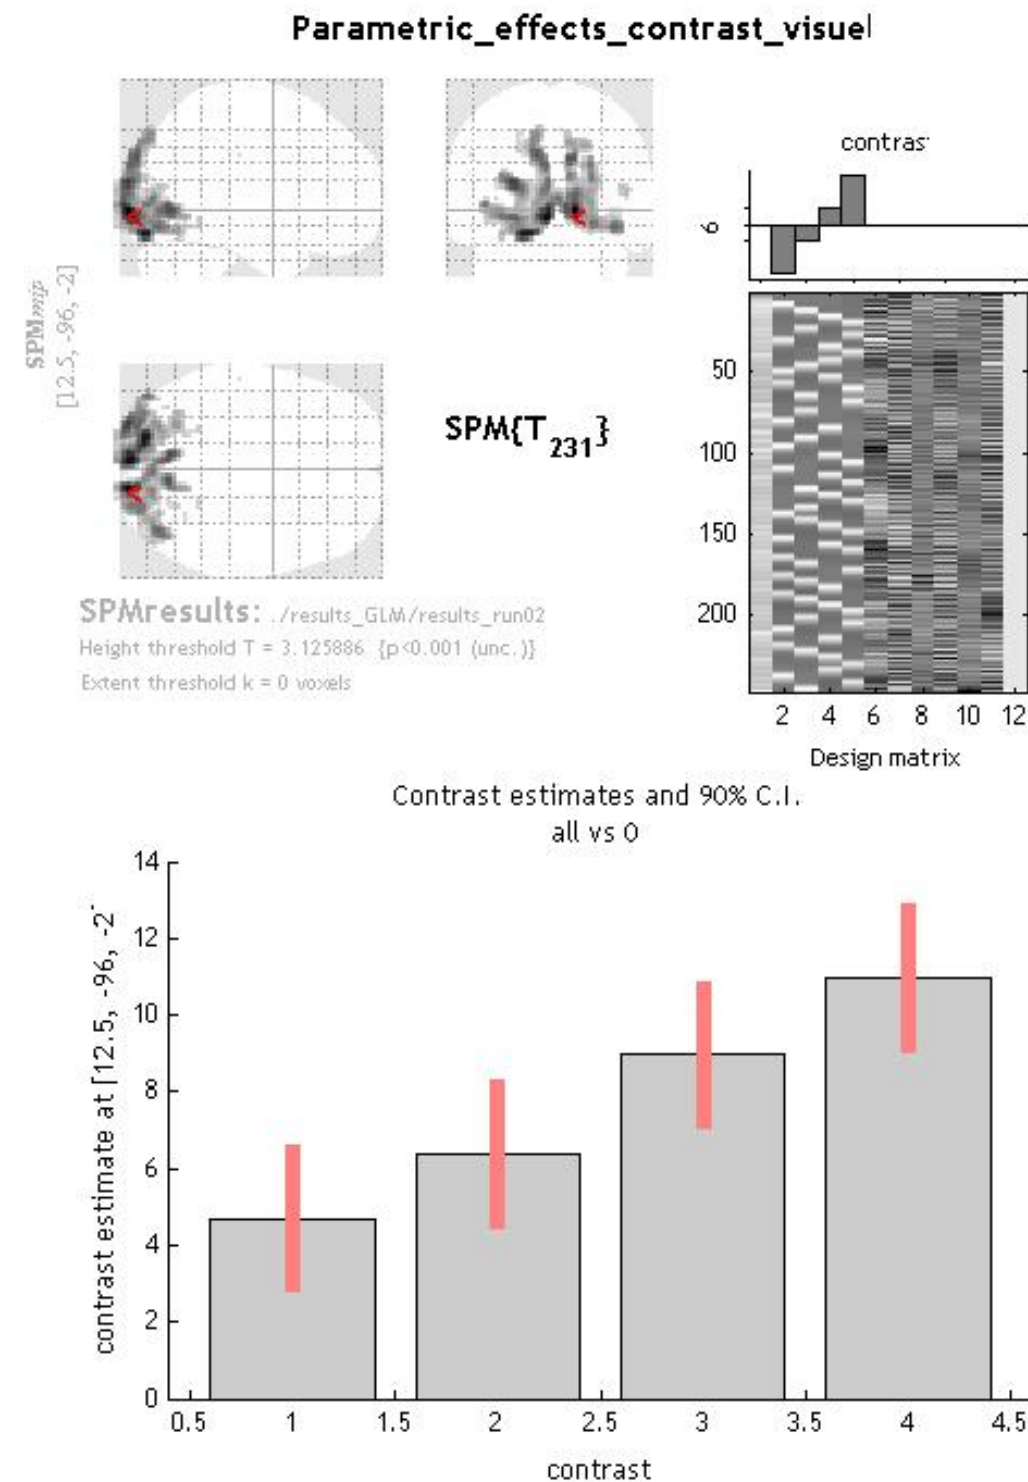 Parametric_effects_contrast_visuel
SPMmip
[12.5, -96, -2]
SPM{T231}
contras
6
50
100
150
200
2 4 6 8 10 12
Design matrix
SPMresults: ./results_GLM/results_run02
Height threshold T = 3.125886 {p<0.001 (unc.)}
Extent threshold k = 0 voxels
Contrast estimates and 90% C.I.
all vs 0
contrast estimate at [12.5, -96, -2
14
12
10
8
6
4
2
0
0.5 1 1.5 2 2.5 3 3.5 4 4.5
contrast